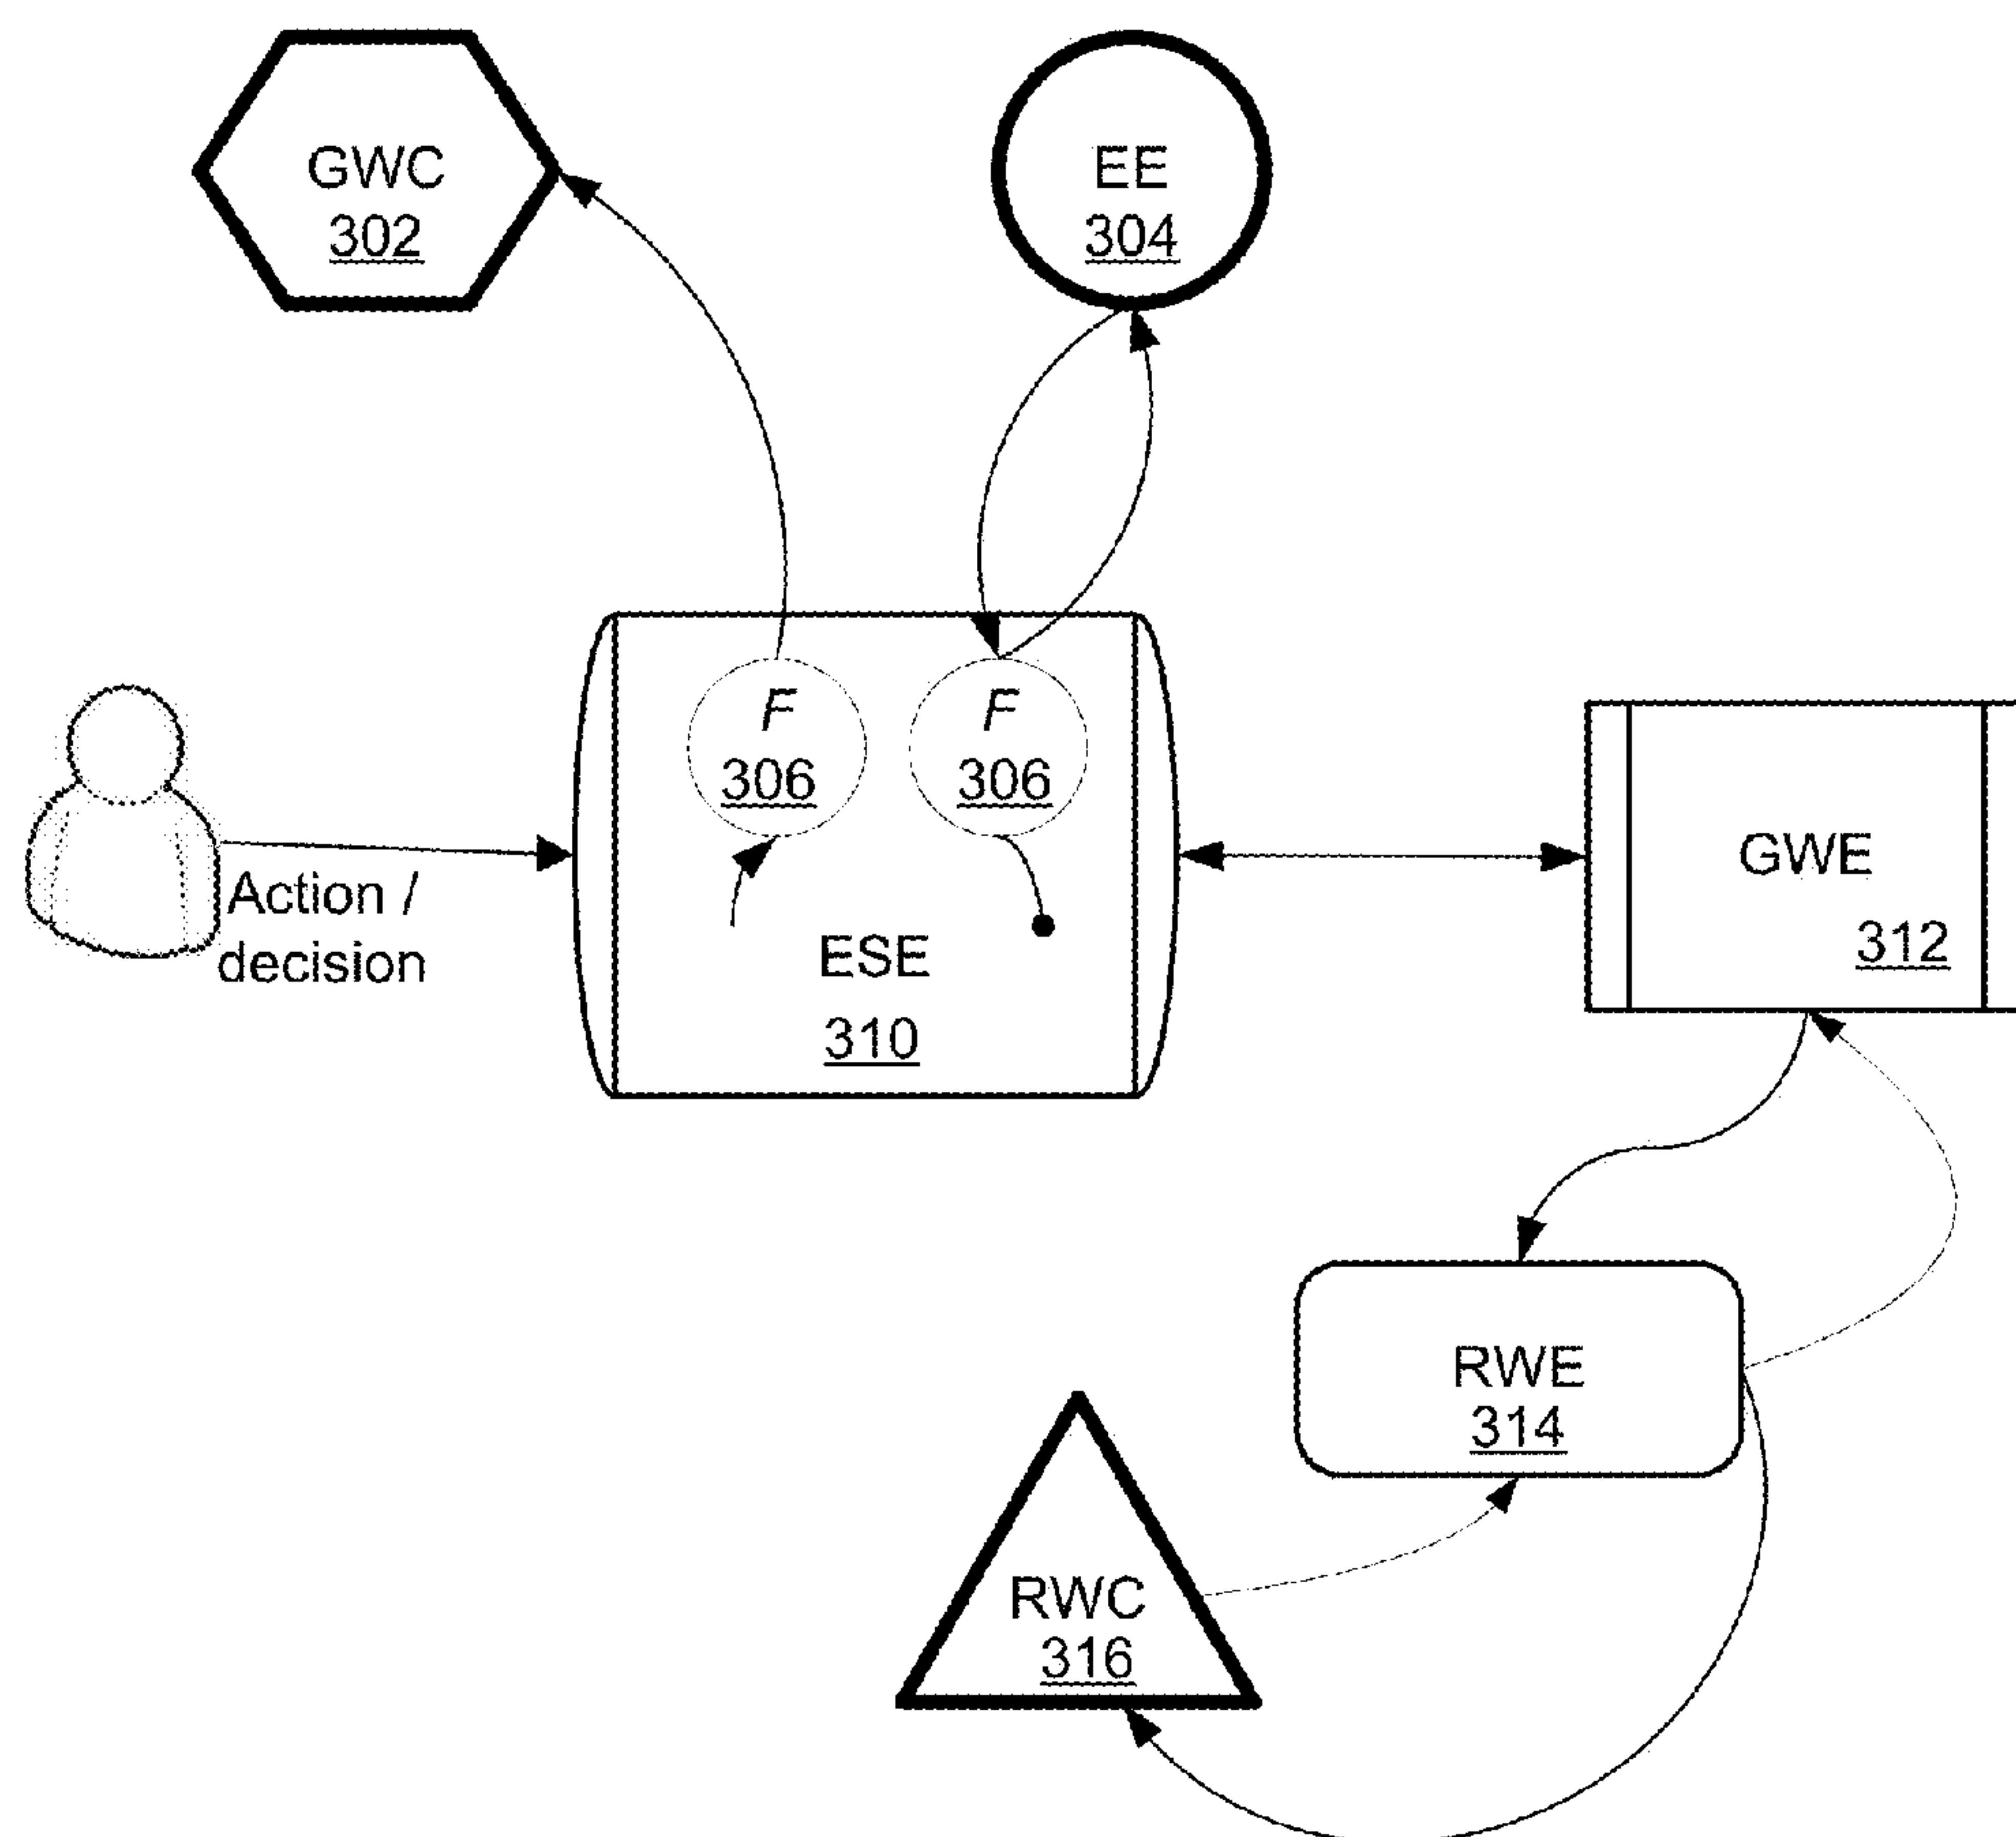 GWC
302
EE
304
F
306
F
306
Action /
decision
ESE
310
GWE
312
RWE
314
RWC
316